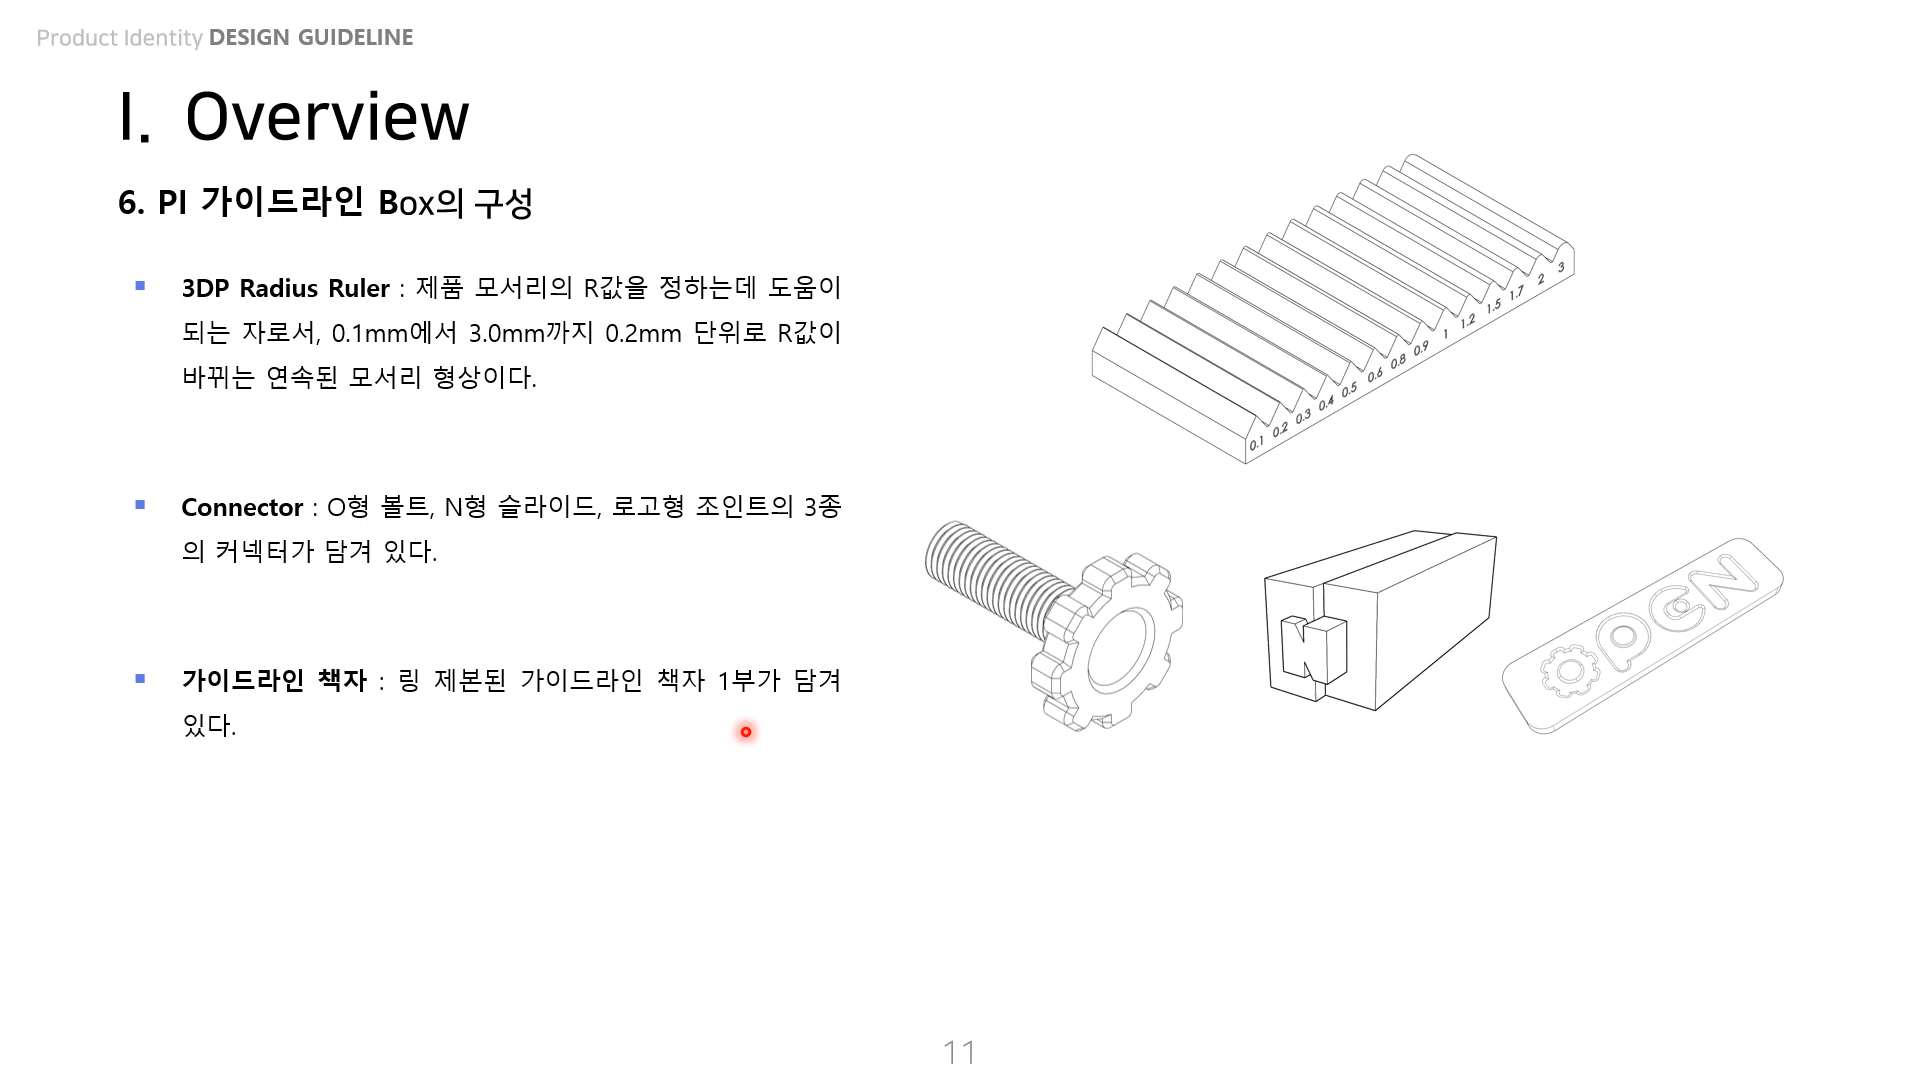 Product Identity DESIGN GUIDELINE
I. Overview
6. PI 가이드라인 Box의 구성
3DP Radius Ruler : 제품 모서리의 R값을 정하는데 도움이
되는 자로서, 0.1mm에서 3.0mm까지 0.2mm 단위로 R값이
바뀌는 연속된 모서리 형상이다.
Connector : O형 볼트, N형 슬라이드, 로고형 조인트의 3종
의 커넥터가 담겨 있다.
가이드라인 책자 : 링 제본된 가이드라인 책자 1부가 담겨
있다.
0.1 0.2 0.3 0.4 0.5 0.6 0.8 0.9 1 1.2 1.5 1.7 2 3
N
OPEN
11